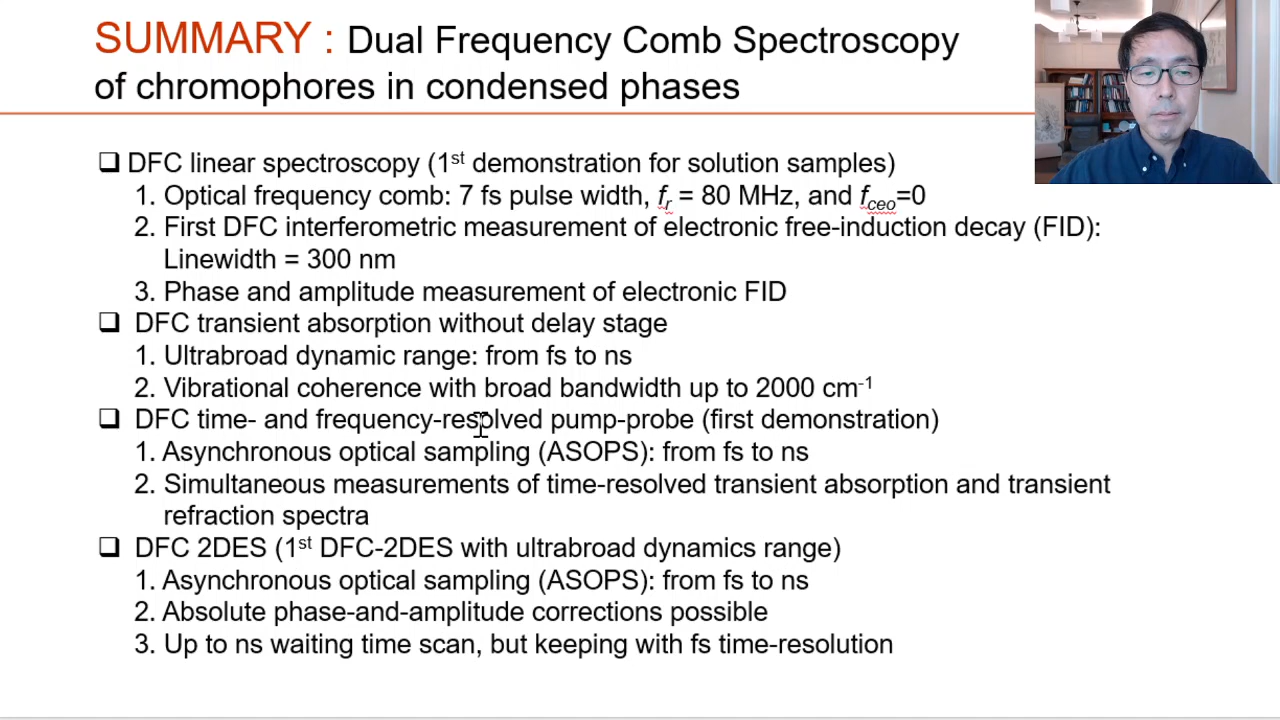 SUMMARY : Dual Frequency Comb Spectroscopy
of chromophores in condensed phases
❑ DFC linear spectroscopy (1st demonstration for solution samples)
1. Optical frequency comb: 7 fs pulse width, fr = 80 MHz, and fceo=0
2. First DFC interferometric measurement of electronic free-induction decay (FID):
Linewidth = 300 nm
3. Phase and amplitude measurement of electronic FID
❑ DFC transient absorption without delay stage
1. Ultrabroad dynamic range: from fs to ns
2. Vibrational coherence with broad bandwidth up to 2000 cm-1
❑ DFC time- and frequency-resolved pump-probe (first demonstration)
1. Asynchronous optical sampling (ASOPS): from fs to ns
2. Simultaneous measurements of time-resolved transient absorption and transient
refraction spectra
❑ DFC 2DES (1st DFC-2DES with ultrabroad dynamics range)
1. Asynchronous optical sampling (ASOPS): from fs to ns
2. Absolute phase-and-amplitude corrections possible
3. Up to ns waiting time scan, but keeping with fs time-resolution